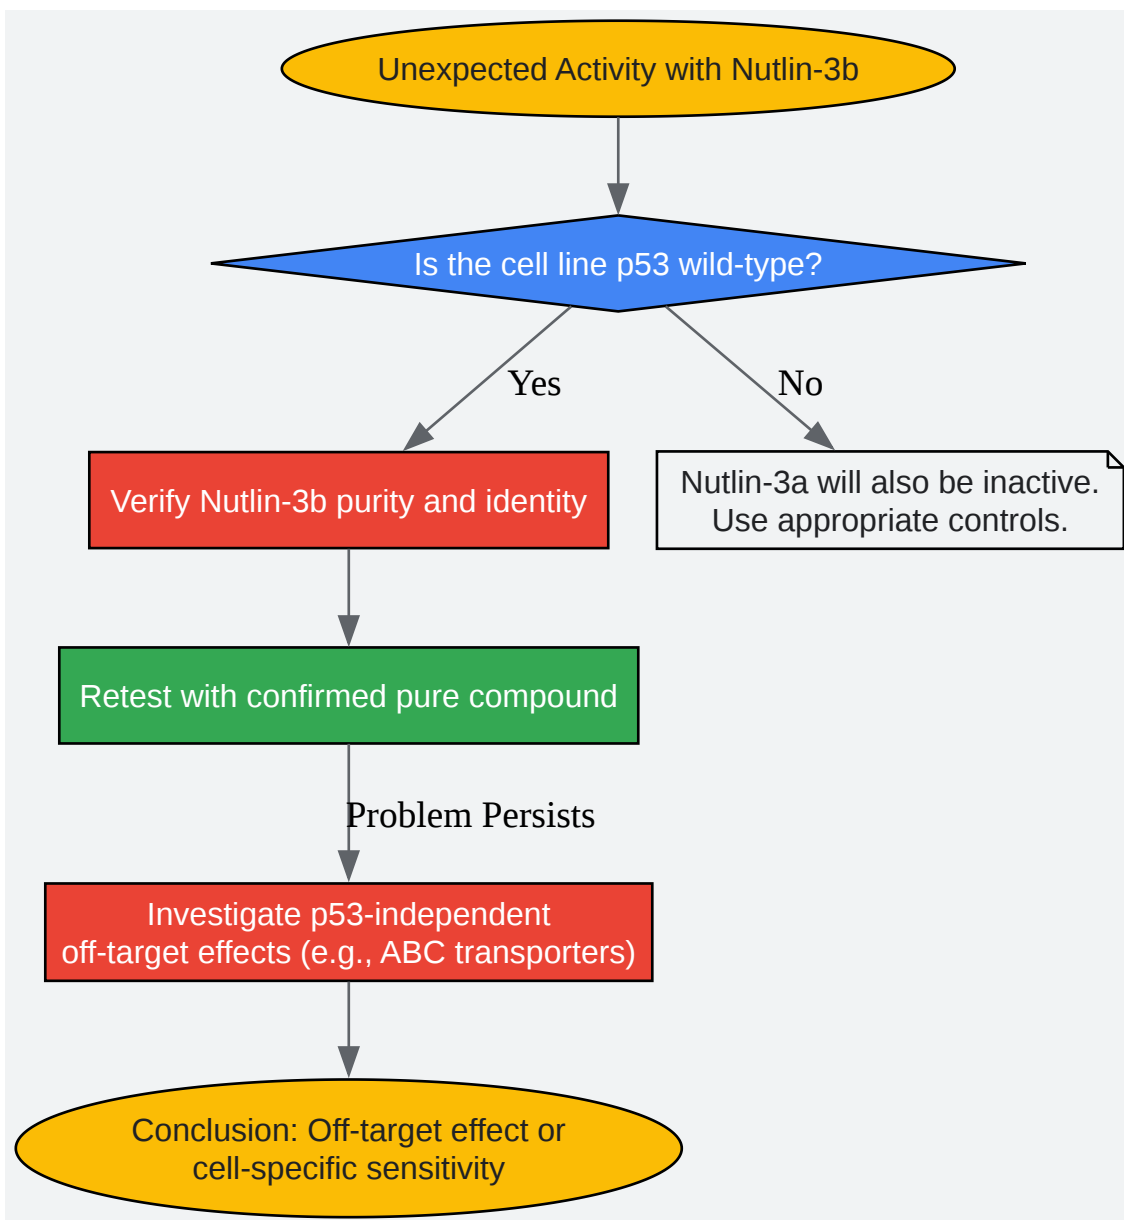 Unexpected Activity with Nutlin-3b
Is the cell line p53 wild-type?
Yes
No
Verify Nutlin-3b purity and identity
Nutlin-3a will also be inactive.
Use appropriate controls.
Retest with confirmed pure compound
Problem Persists
Investigate p53-independent
off-target effects (e.g., ABC transporters)
Conclusion: Off-target effect or
cell-specific sensitivity